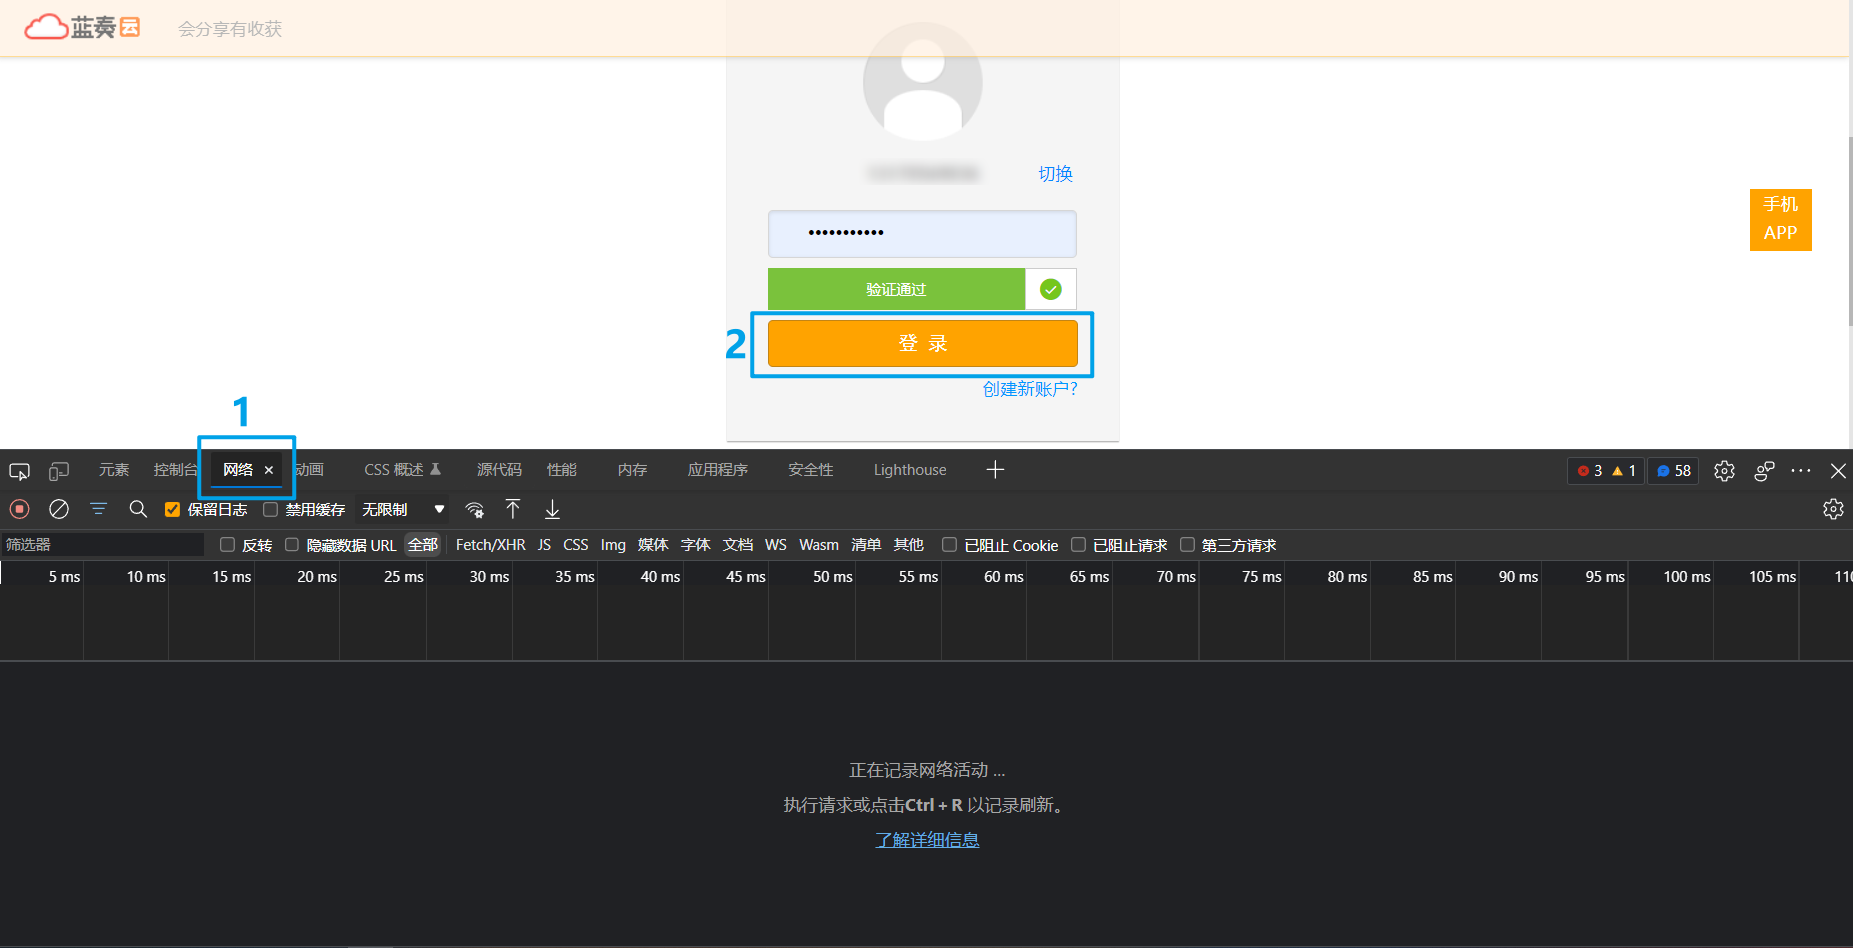 蓝奏云 会分享有收获
切换
手机
APP
•••••••••••
验证通过
2 登 录
创建新账户?
1
元素 控制台 网络 × 动画 CSS 概述 源代码 性能 内存 应用程序 安全性 Lighthouse + 3 1 58
保留日志 禁用缓存 无限制
筛选器 反转 隐藏数据 URL 全部 Fetch/XHR JS CSS Img 媒体 字体 文档 WS Wasm 清单 其他 已阻止 Cookie 已阻止请求 第三方请求
5 ms 10 ms 15 ms 20 ms 25 ms 30 ms 35 ms 40 ms 45 ms 50 ms 55 ms 60 ms 65 ms 70 ms 75 ms 80 ms 85 ms 90 ms 95 ms 100 ms 105 ms 110
正在记录网络活动 ...
执行请求或点击Ctrl + R 以记录刷新。
了解详细信息